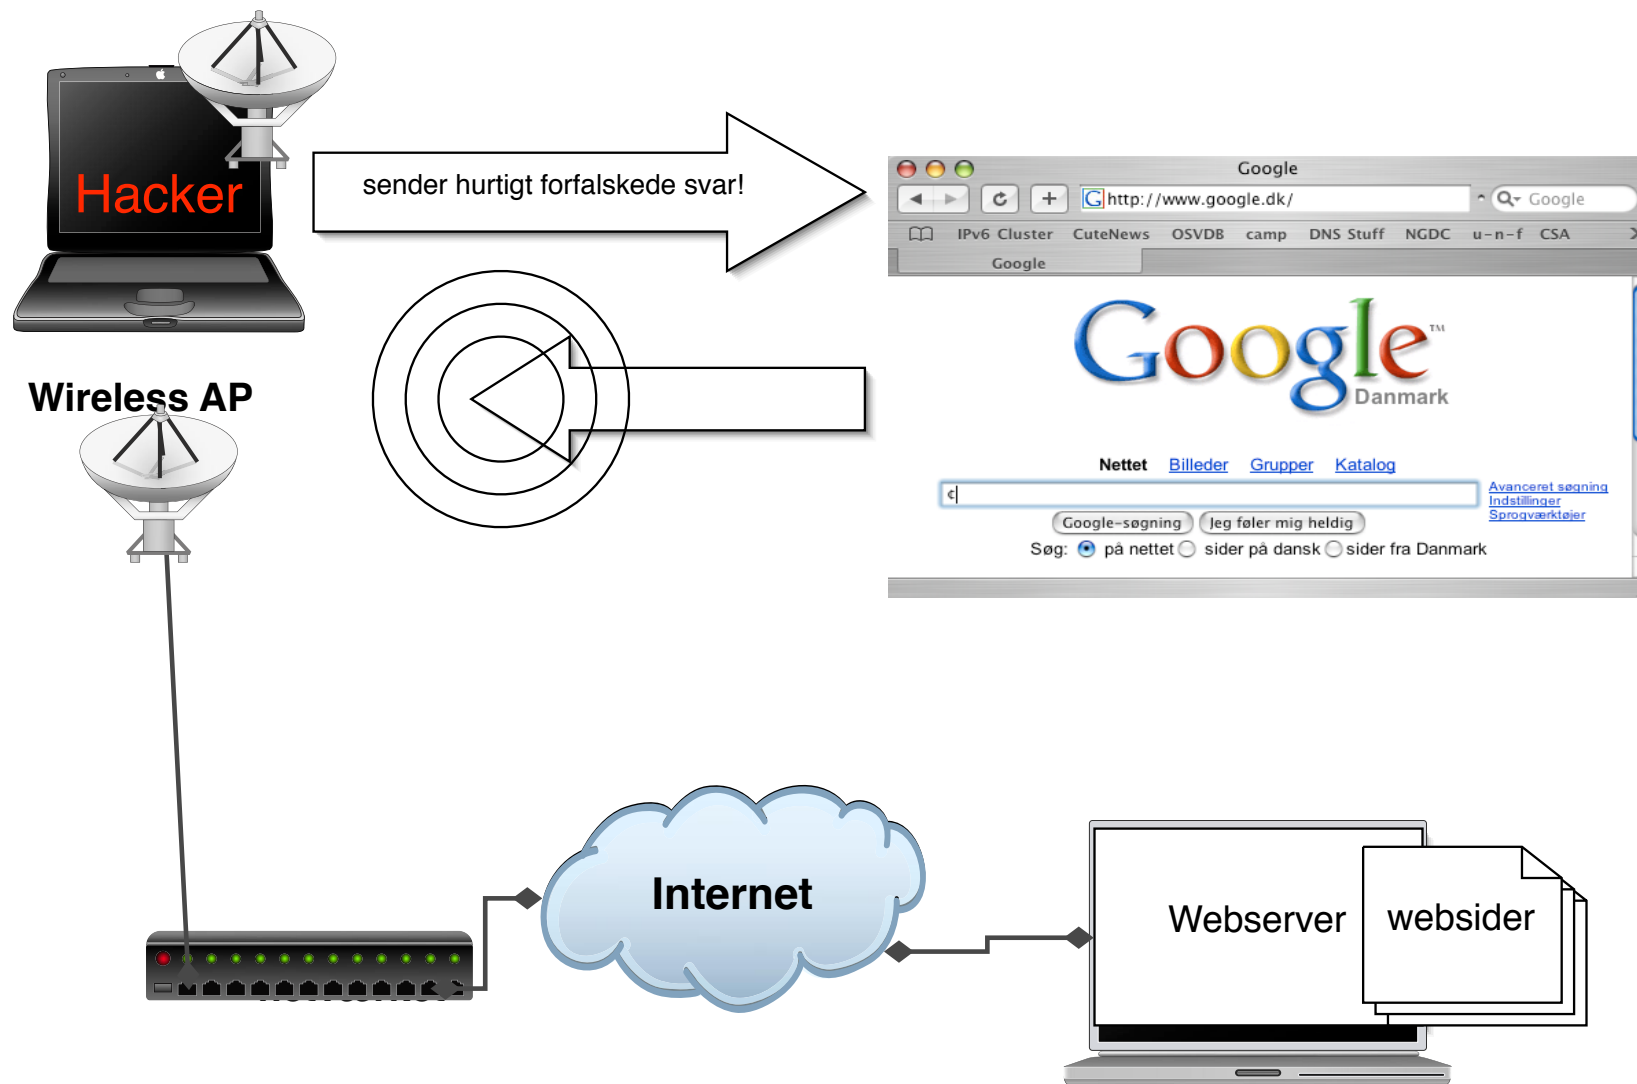 Hacker
sender hurtigt forfalskede svar!
Google
http://www.google.dk/
Google
IPv6 Cluster CuteNews OSVDB camp DNS Stuff NGDC u-n-f CSA
Google
Google™
Danmark
Wireless AP
Nettet Billeder Grupper Katalog
¢
Avanceret søgning
Indstillinger
Sprogværktøjer
Google-søgning Jeg føler mig heldig
Søg: på nettet sider på dansk sider fra Danmark
Internet
Webserver
websider